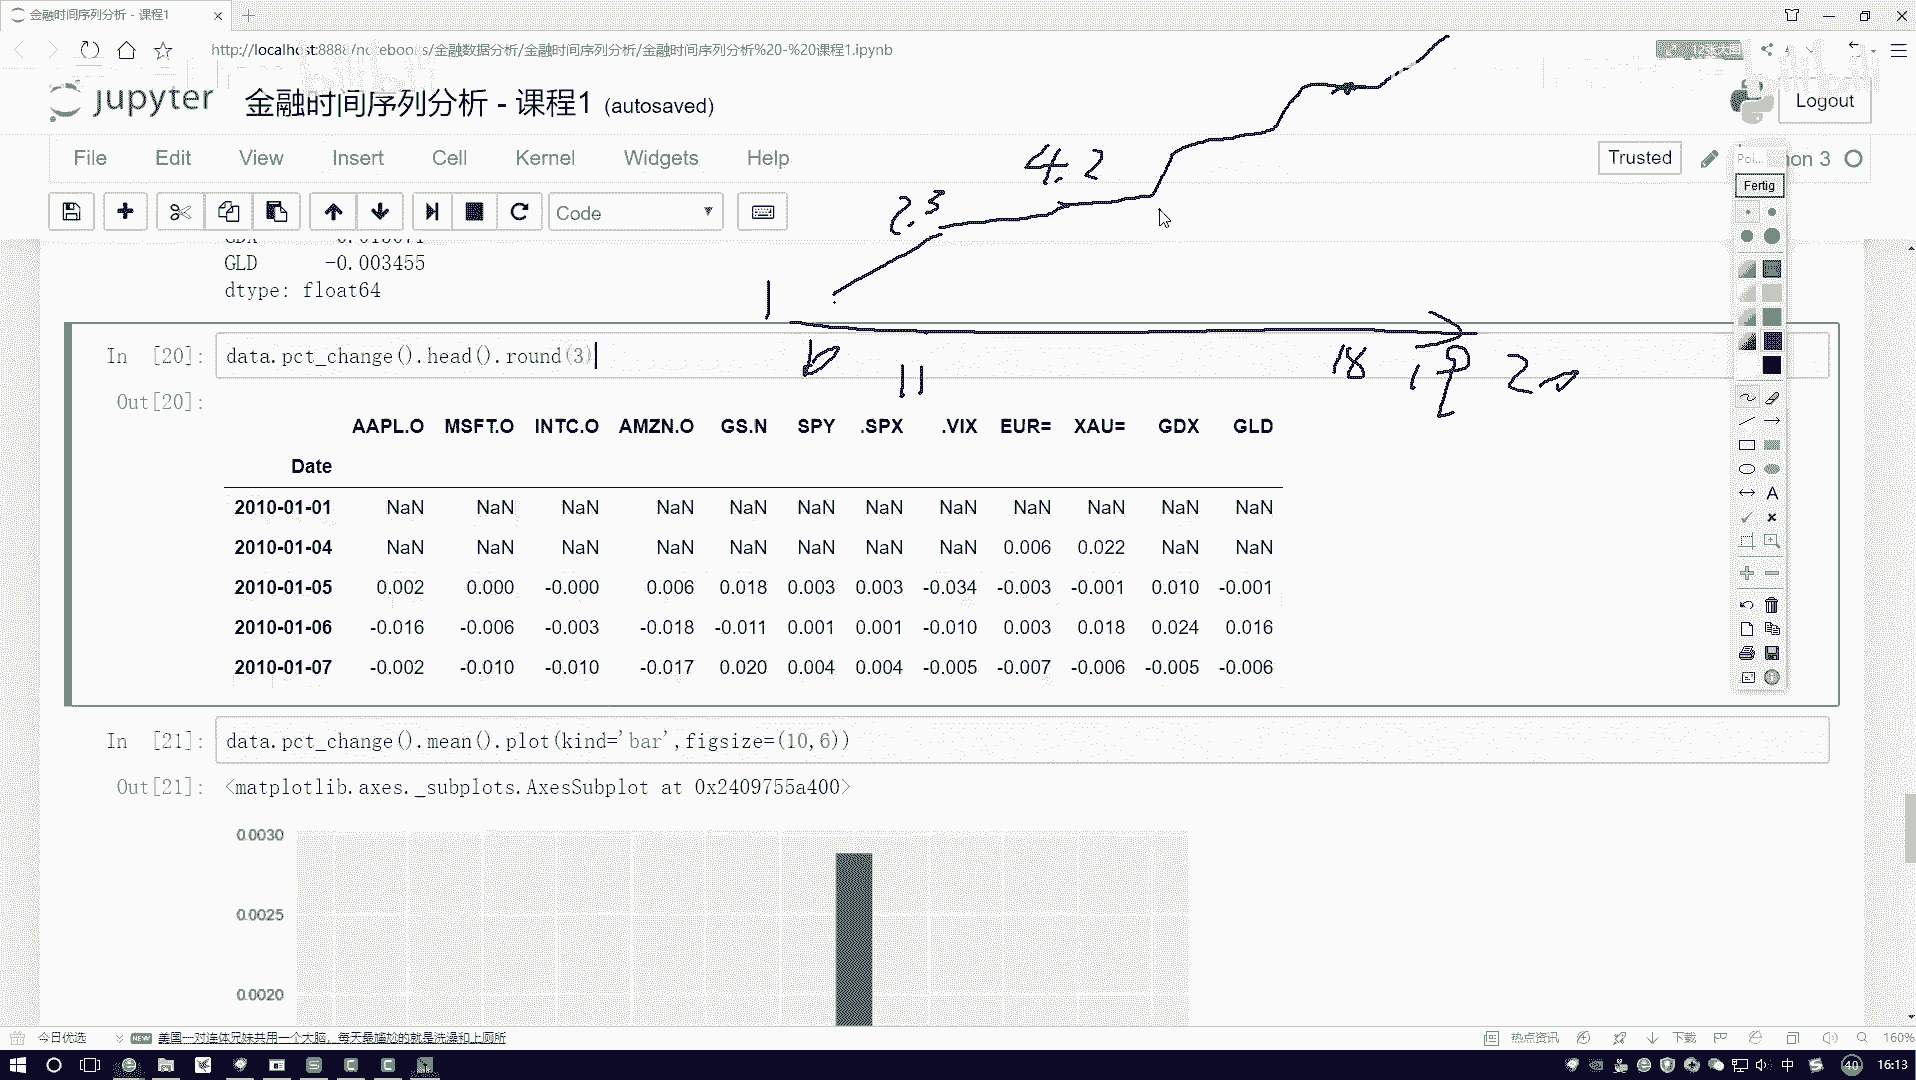 金融时间序列分析 - 课程1
http://localhost:8888/notebooks/金融数据分析/金融时间序列分析/金融时间序列分析%20-%20课程1.ipynb
12张大图
jupyter 金融时间序列分析 - 课程1 (autosaved)
Logout
File Edit View Insert Cell Kernel Widgets Help
Trusted
Fertig
Code
GLD -0.003455
dtype: float64
2.3
4.2
1
10 11 18 19 20
In [20]: data.pct_change().head().round(3)
Out[20]:
AAPL.O MSFT.O INTC.O AMZN.O GS.N SPY .SPX .VIX EUR= XAU= GDX GLD
Date
2010-01-01 NaN NaN NaN NaN NaN NaN NaN NaN NaN NaN NaN NaN
2010-01-04 NaN NaN NaN NaN NaN NaN NaN NaN 0.006 0.022 NaN NaN
2010-01-05 0.002 0.000 -0.000 0.006 0.018 0.003 0.003 -0.034 -0.003 -0.001 0.010 -0.001
2010-01-06 -0.016 -0.006 -0.003 -0.018 -0.011 0.001 0.001 -0.010 0.003 0.018 0.024 0.016
2010-01-07 -0.002 -0.010 -0.010 -0.017 0.020 0.004 0.004 -0.005 -0.007 -0.006 -0.005 -0.006
In [21]: data.pct_change().mean().plot(kind='bar',figsize=(10,6))
Out[21]: <matplotlib.axes._subplots.AxesSubplot at 0x2409755a400>
0.0030
0.0025
0.0020
今日优选
NEW 美国一对连体兄妹共用一个大脑，每天最尴尬的就是洗澡和上厕所
热点资讯 下载 160%
中 40 16:13